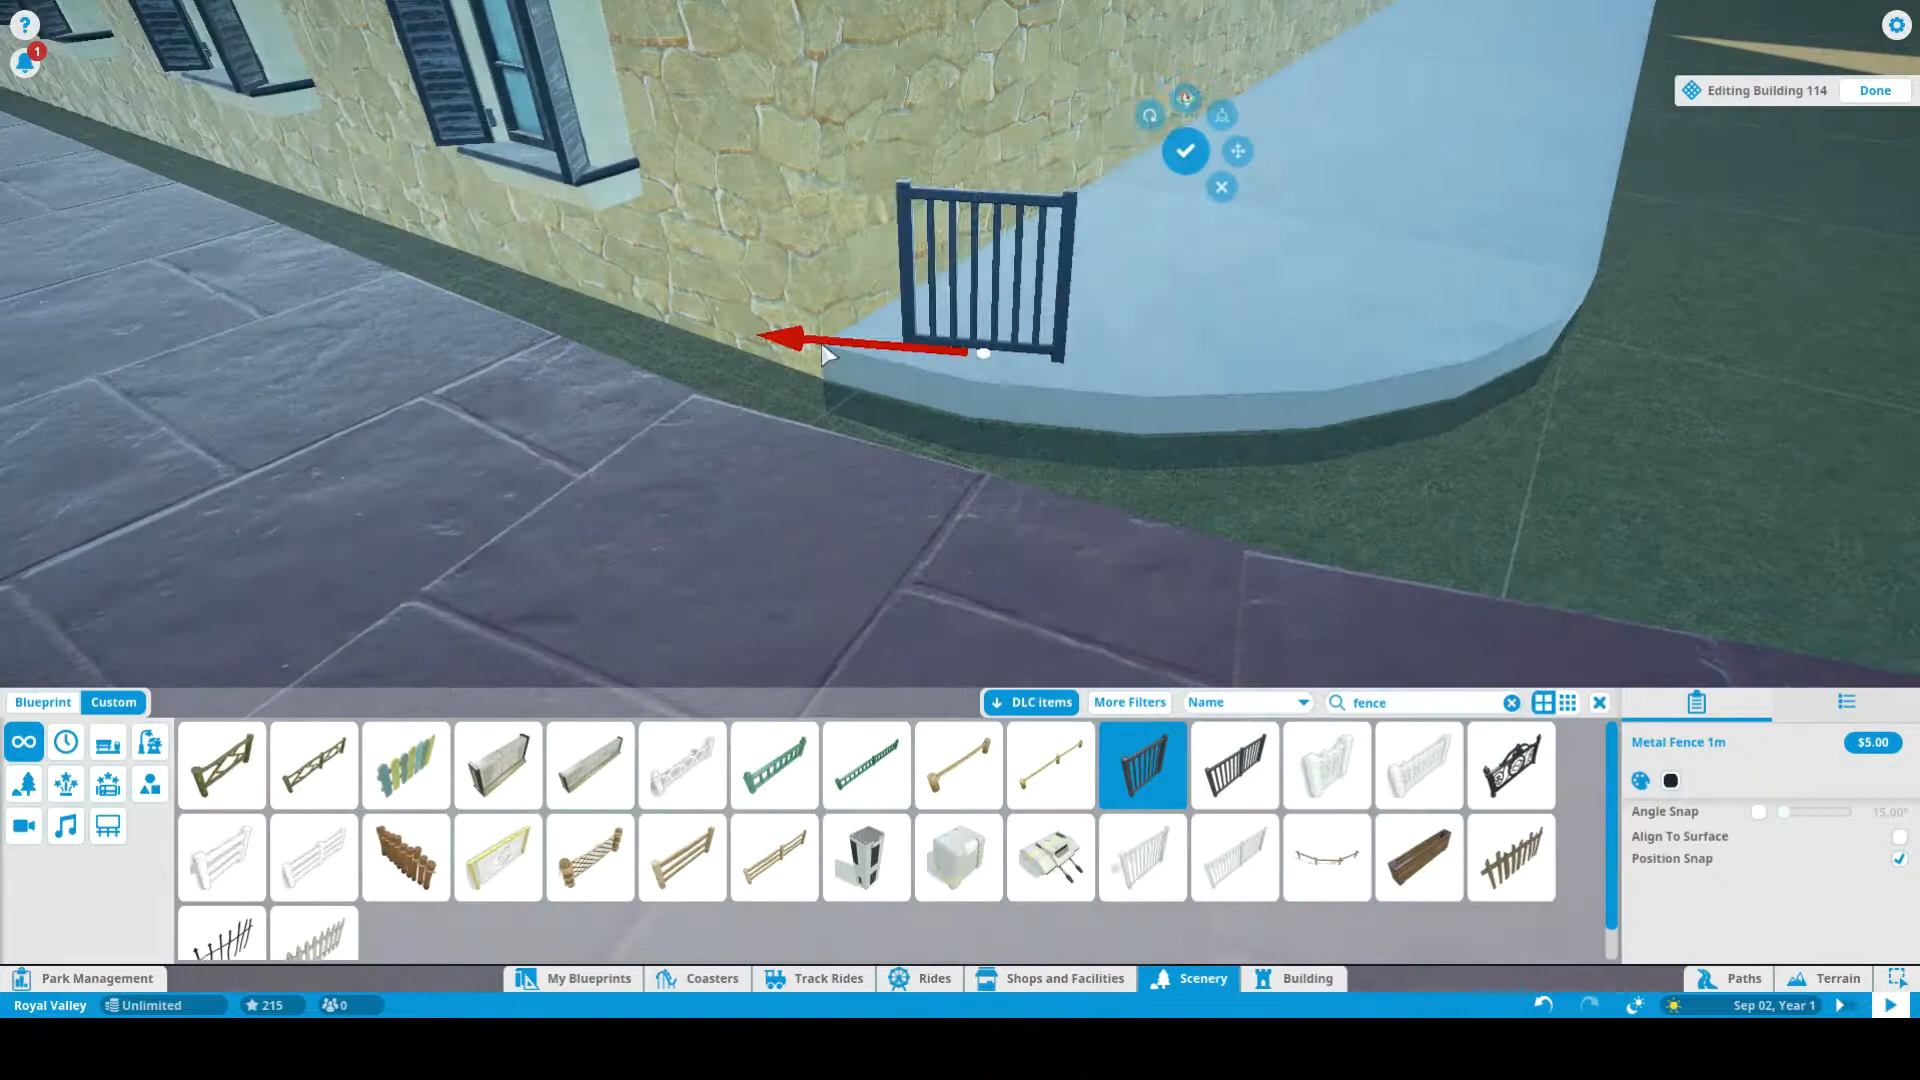 ?
1
Editing Building 114
Done
Blueprint
Custom
DLC items
More Filters
Name
fence
Metal Fence 1m
$5.00
Angle Snap
15.00°
Align To Surface
Position Snap
Park Management
My Blueprints
Coasters
Track Rides
Rides
Shops and Facilities
Scenery
Building
Paths
Terrain
Royal Valley
Unlimited
215
0
Sep 02, Year 1